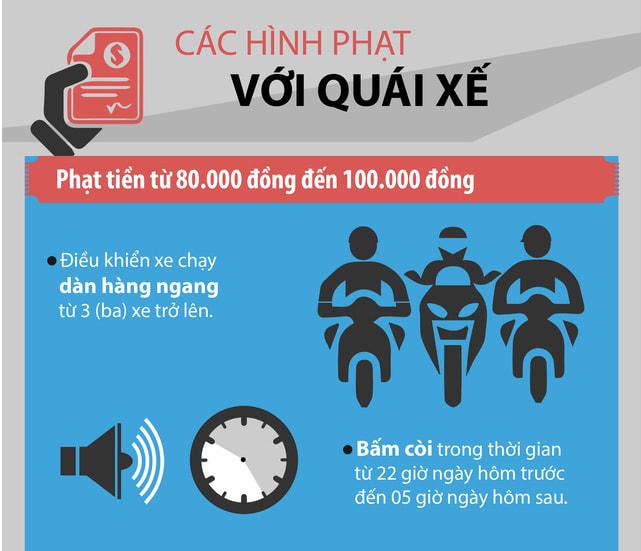 CÁC HÌNH PHẠT
VỚI QUÁI XẾ
$
Phạt tiền từ 80.000 đồng đến 100.000 đồng
• Điều khiển xe chạy
dàn hàng ngang
từ 3 (ba) xe trở lên.
• Bấm còi trong thời gian
từ 22 giờ ngày hôm trước
đến 05 giờ ngày hôm sau.